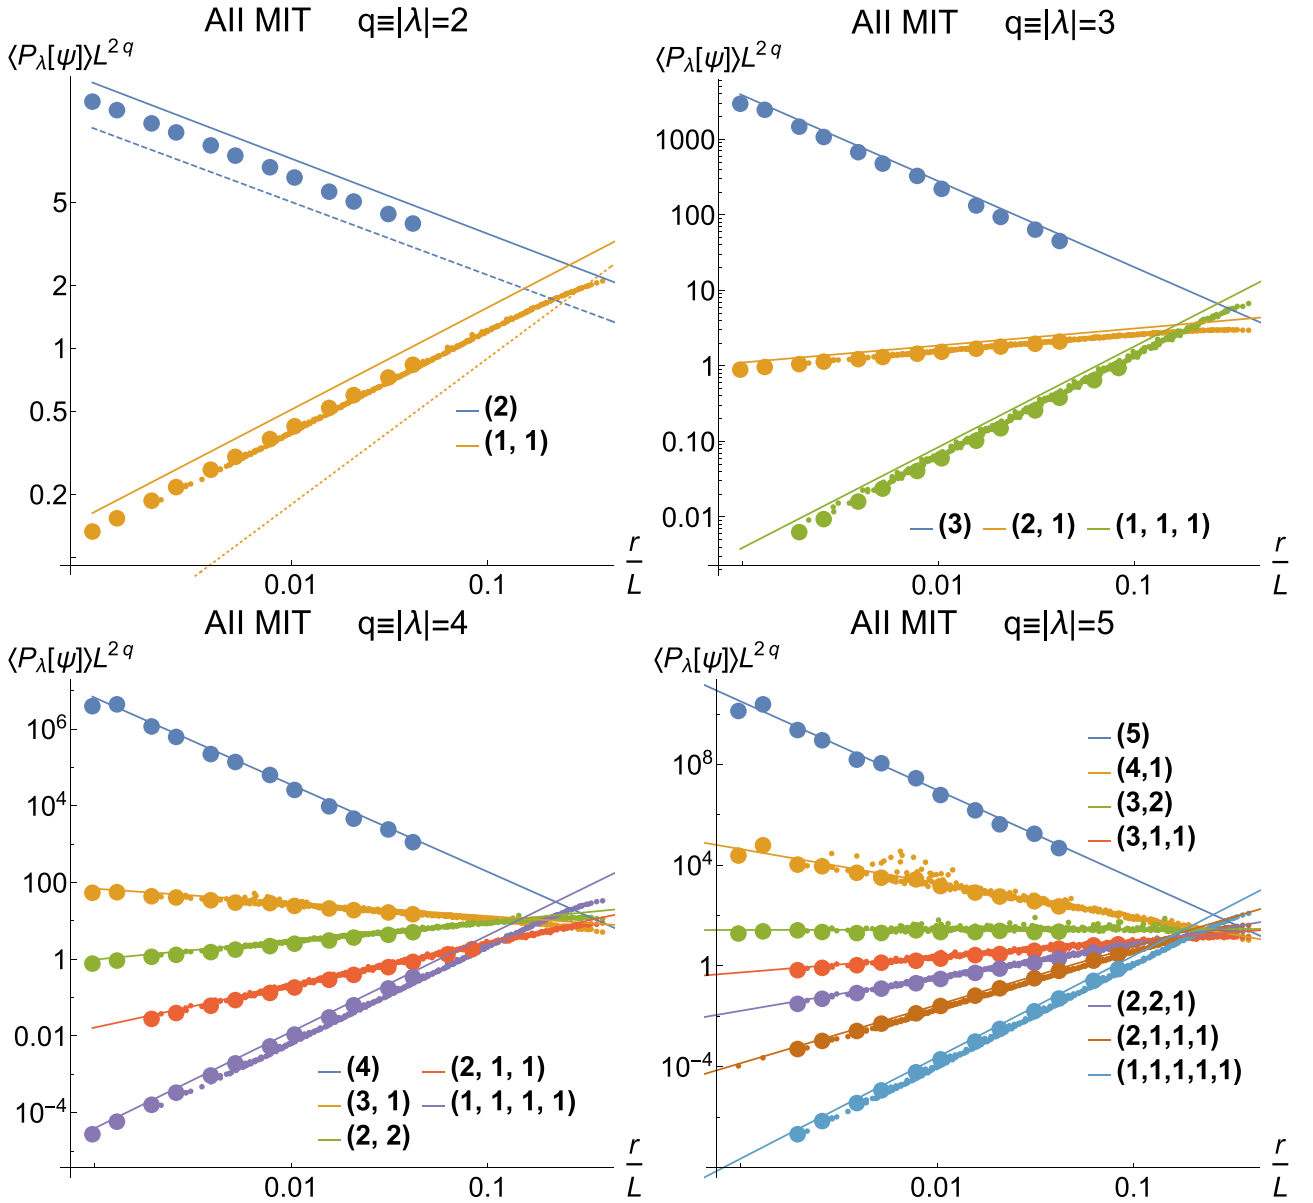 AII MIT q≡|λ|=2
⟨P_λ[ψ]⟩L^{2 q}
5
2
1
0.5
0.2
0.01 0.1
r/L
(2)
(1, 1)
AII MIT q≡|λ|=3
⟨P_λ[ψ]⟩L^{2 q}
1000
100
10
1
0.10
0.01
0.01 0.1
r/L
(3) (2, 1) (1, 1, 1)
AII MIT q≡|λ|=4
⟨P_λ[ψ]⟩L^{2 q}
10^6
10^4
100
1
0.01
10^{-4}
0.01 0.1
r/L
(4) (2, 1, 1)
(3, 1) (1, 1, 1, 1)
(2, 2)
AII MIT q≡|λ|=5
⟨P_λ[ψ]⟩L^{2 q}
10^8
10^4
1
10^{-4}
0.01 0.1
r/L
(5)
(4,1)
(3,2)
(3,1,1)
(2,2,1)
(2,1,1,1)
(1,1,1,1,1)